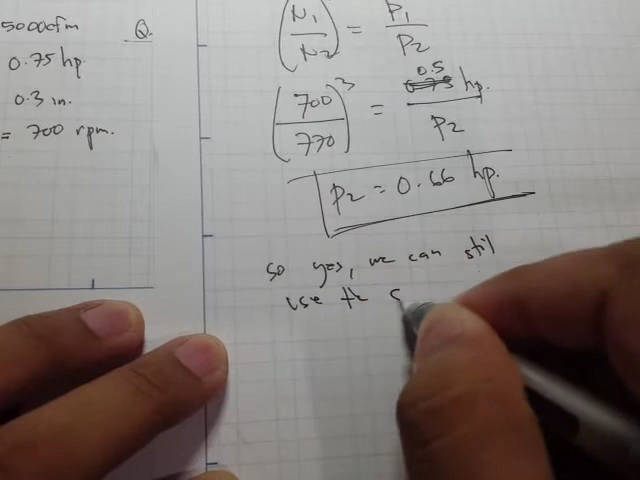 5000cfm Q.
0.75 hp.
0.3 in.
= 700 rpm.
(N1/N2) = P1/P2
(700/770)^3 = 0.5 hp./P2
P2 = 0.66 hp.
so yes, we can still
use the s